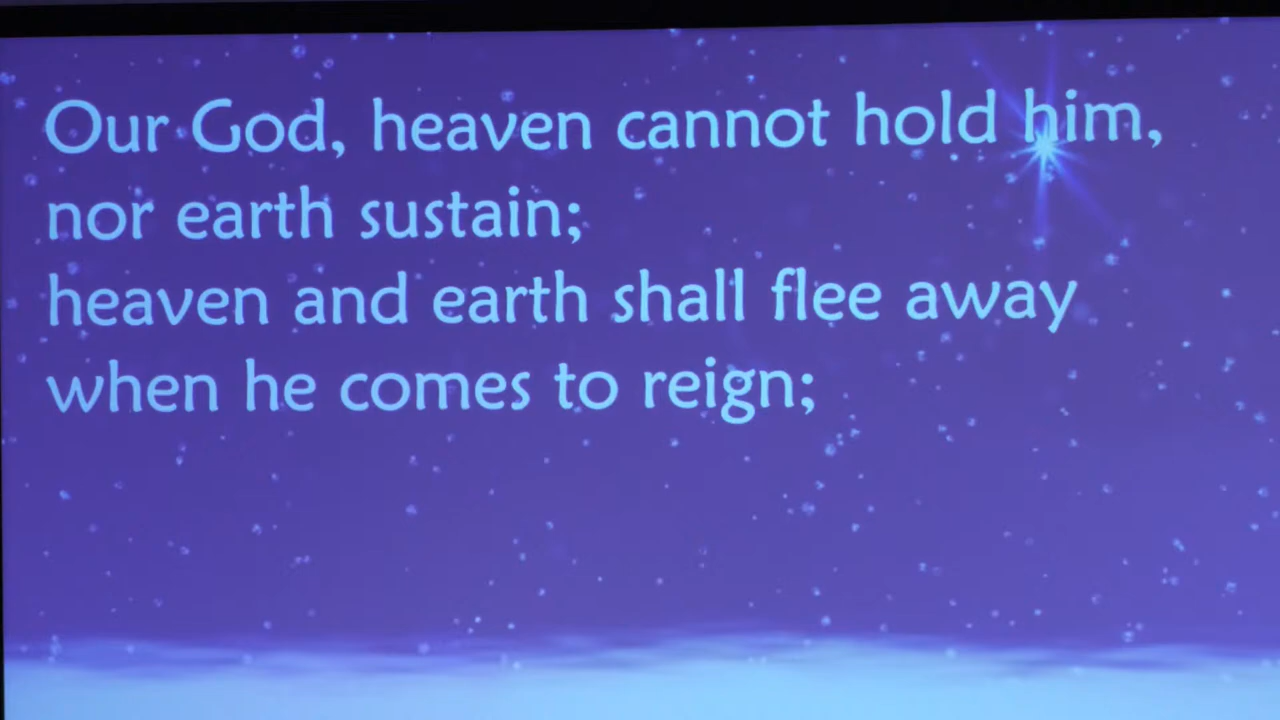 Our God, heaven cannot hold him,
nor earth sustain;
heaven and earth shall flee away
when he comes to reign;